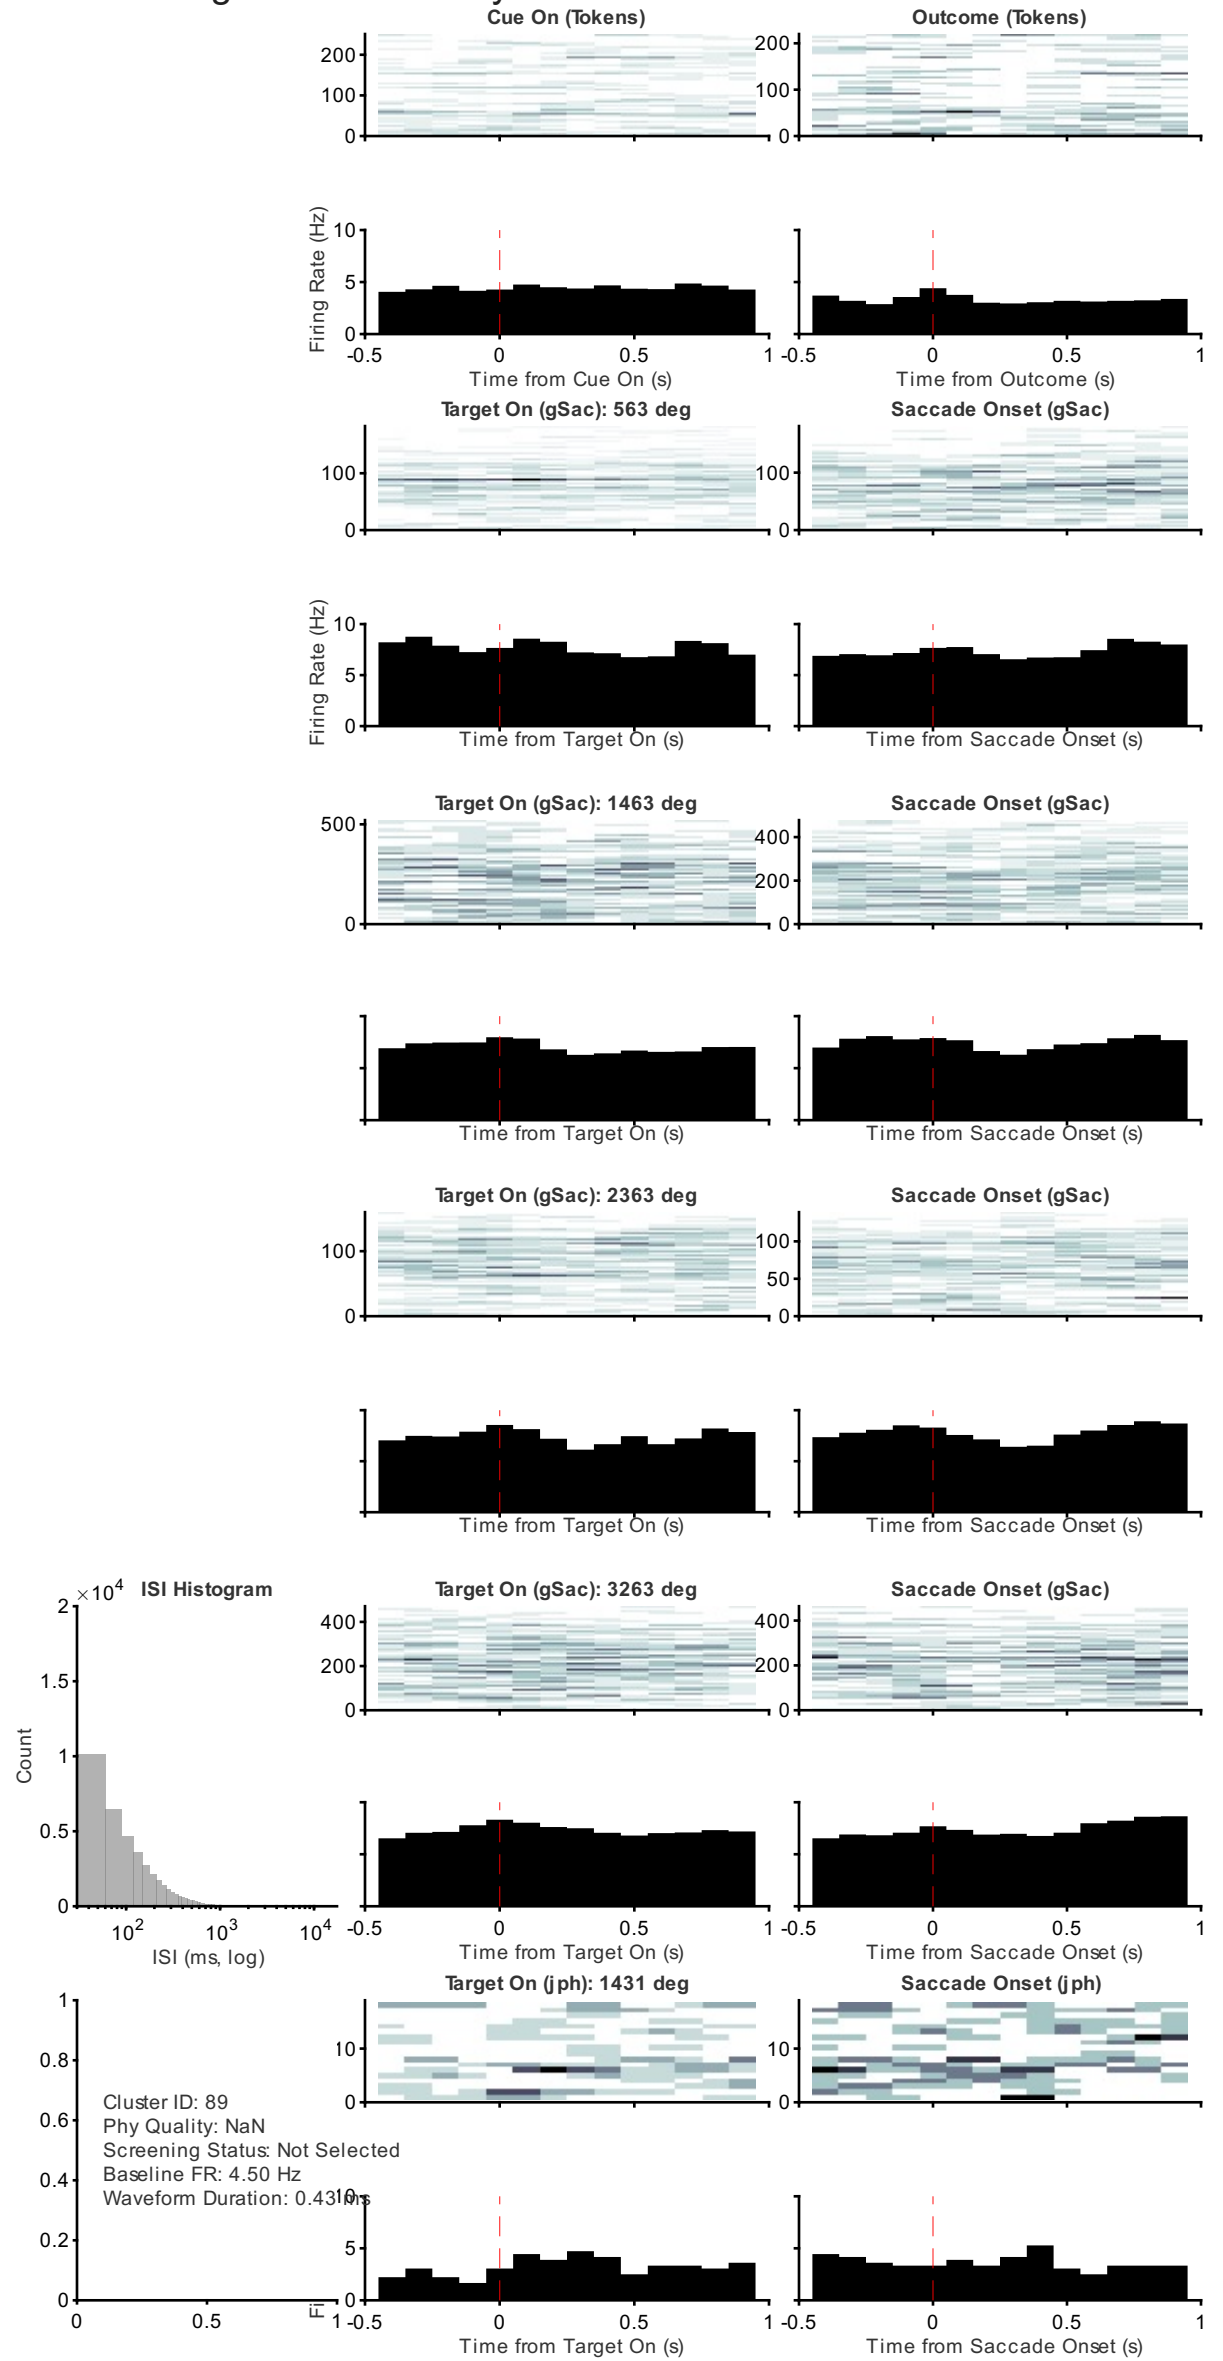 Cue On (Tokens)
Outcome (Tokens)
200
100
0
200
100
0
Firing Rate (Hz)
10
5
0
-0.5 0 0.5 1
-0.5 0 0.5 1
Time from Cue On (s)
Time from Outcome (s)
Target On (gSac): 563 deg
Saccade Onset (gSac)
100
0
100
0
Firing Rate (Hz)
10
5
0
Time from Target On (s)
Time from Saccade Onset (s)
Target On (gSac): 1463 deg
Saccade Onset (gSac)
500
0
400
200
0
Time from Target On (s)
Time from Saccade Onset (s)
Target On (gSac): 2363 deg
Saccade Onset (gSac)
100
0
100
50
0
Time from Target On (s)
Time from Saccade Onset (s)
×10⁴ ISI Histogram
2
1.5
1
0.5
0
Count
10² 10³ 10⁴
ISI (ms, log)
Target On (gSac): 3263 deg
Saccade Onset (gSac)
400
200
0
400
200
0
-0.5 0 0.5 1
-0.5 0 0.5 1
Time from Target On (s)
Time from Saccade Onset (s)
Target On (jph): 1431 deg
Saccade Onset (jph)
10
0
10
0
1
0.8
0.6
0.4
0.2
0
0 0.5 1
Cluster ID: 89
Phy Quality: NaN
Screening Status: Not Selected
Baseline FR: 4.50 Hz
Waveform Duration: 0.43 ms
10
5
0
Fi
-0.5 0 0.5 1
-0.5 0 0.5 1
Time from Target On (s)
Time from Saccade Onset (s)